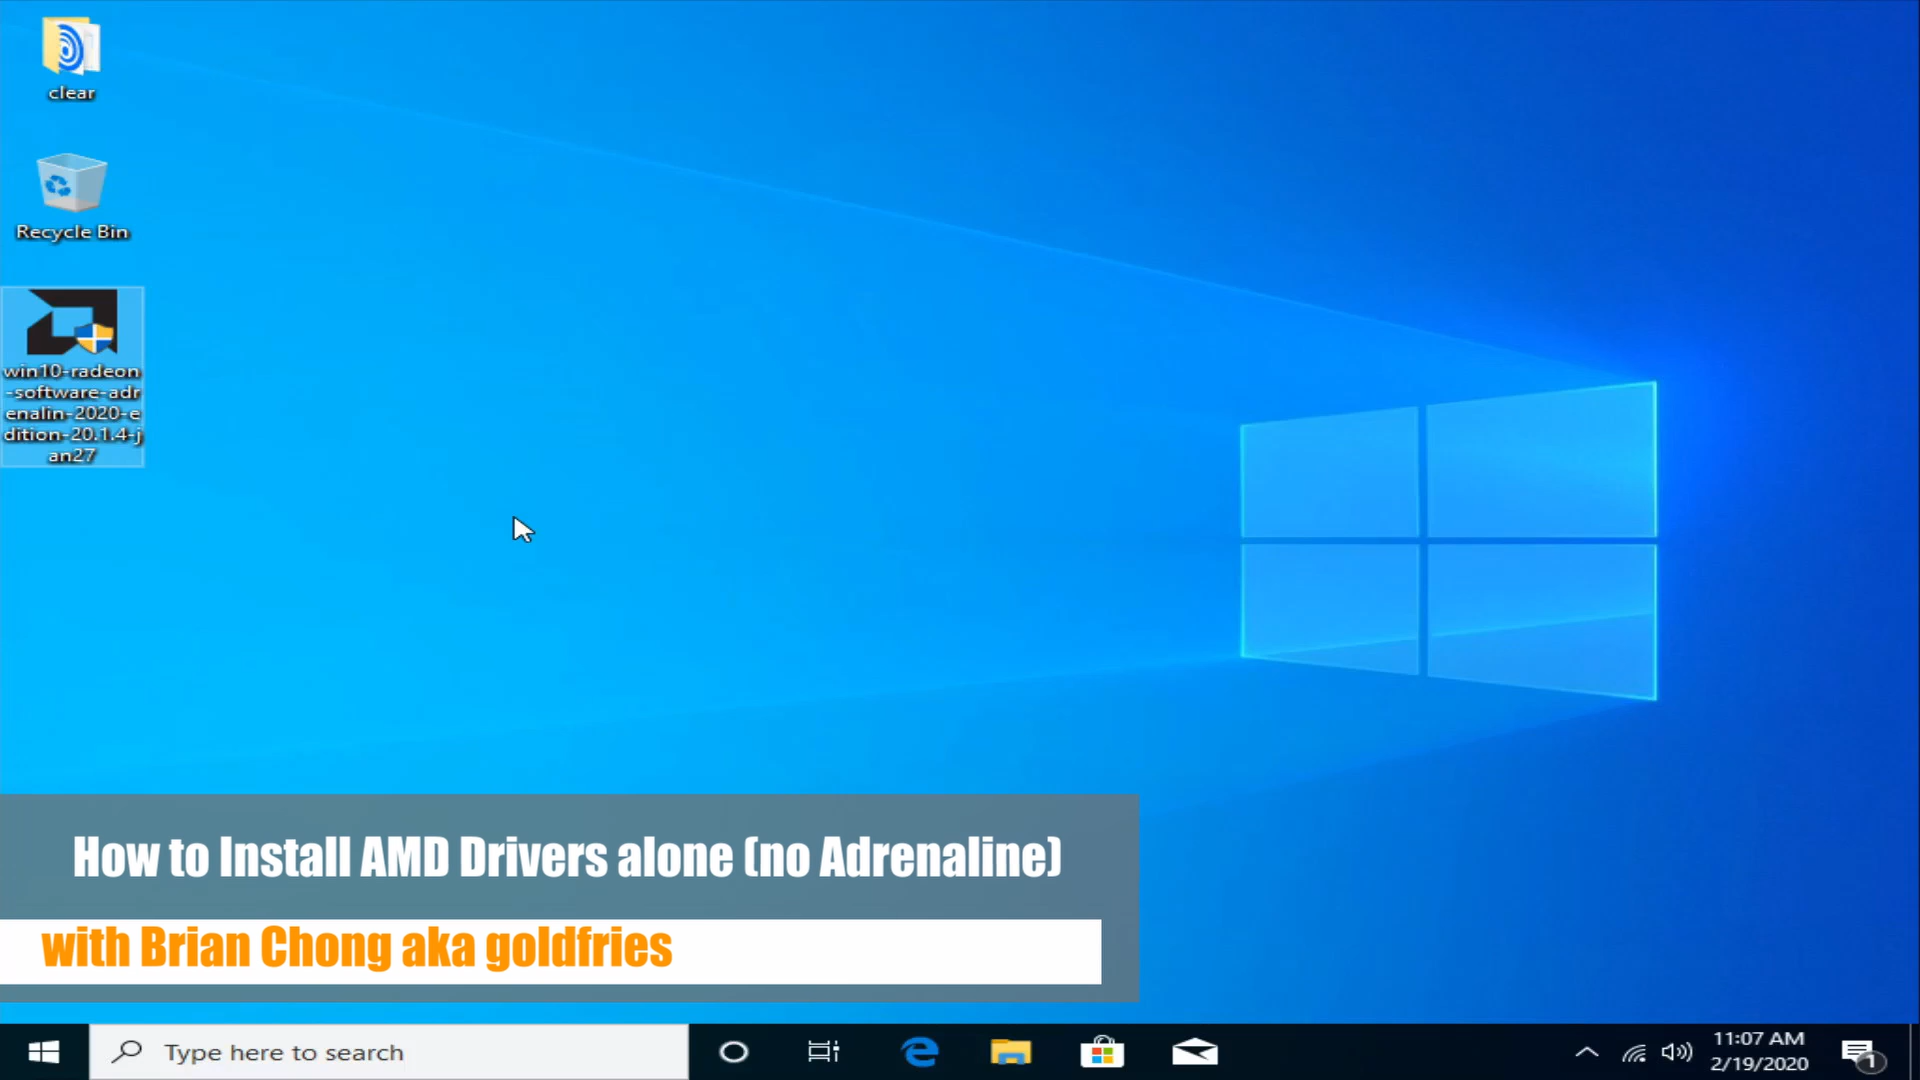 clear
Recycle Bin
win10-radeon
-software-adr
enalin-2020-e
dition-20.1.4-j
an27
How to Install AMD Drivers alone (no Adrenaline)
with Brian Chong aka goldfries
Type here to search
11:07 AM
2/19/2020
1